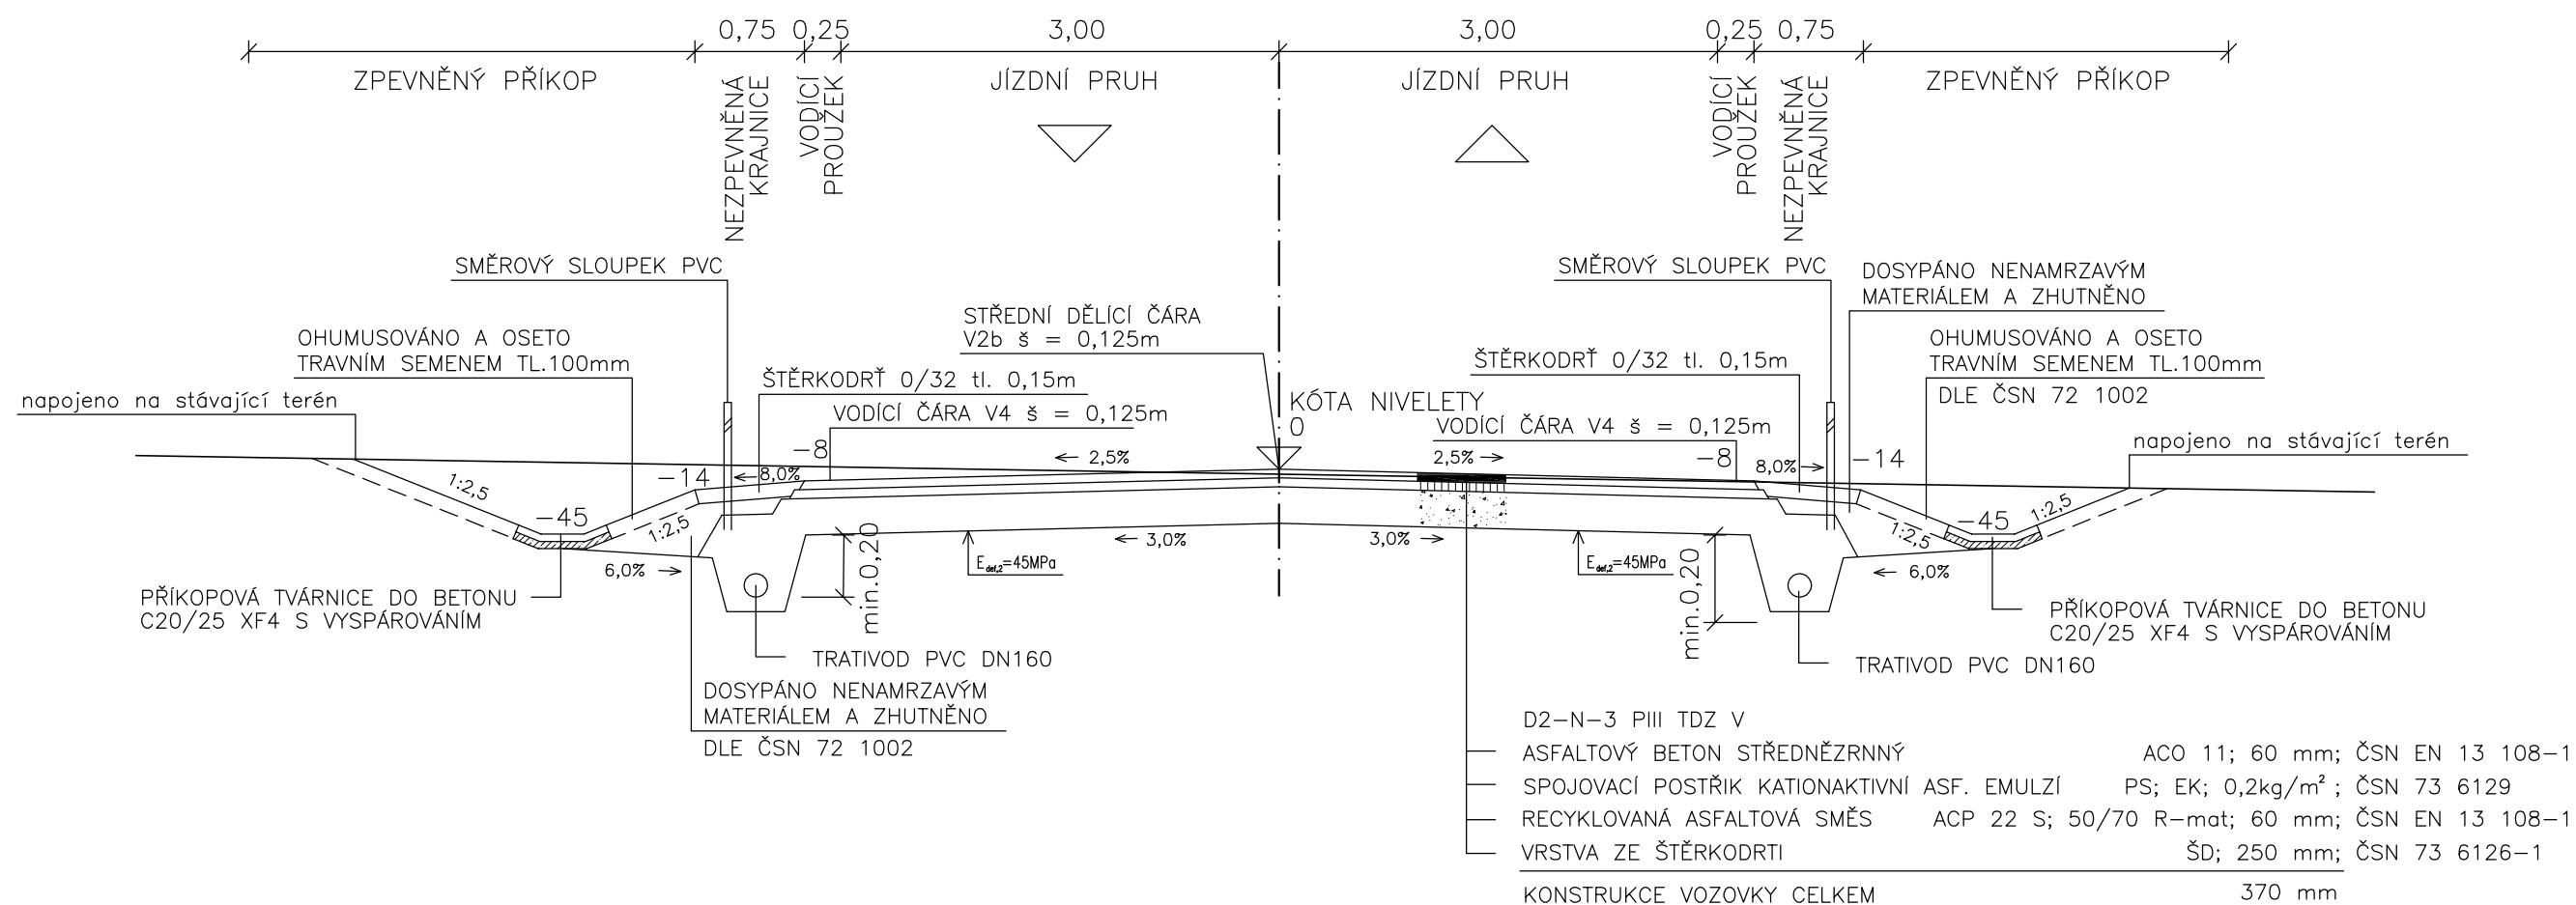 0,75 0,25 3,00 3,00 0,25 0,75
ZPEVNĚNÝ PŘÍKOP
NEZPEVNĚNÁ
KRAJNICE
VODÍCÍ
PROUŽEK
JÍZDNÍ PRUH
JÍZDNÍ PRUH
VODÍCÍ
PROUŽEK
NEZPEVNĚNÁ
KRAJNICE
ZPEVNĚNÝ PŘÍKOP
SMĚROVÝ SLOUPEK PVC
SMĚROVÝ SLOUPEK PVC
DOSYPÁNO NENAMRZAVÝM
MATERIÁLEM A ZHUTNĚNO
OHUMUSOVÁNO A OSETO
TRAVNÍM SEMENEM TL.100mm
STŘEDNÍ DĚLÍCÍ ČÁRA
V2b š = 0,125m
OHUMUSOVÁNO A OSETO
TRAVNÍM SEMENEM TL.100mm
DLE ČSN 72 1002
ŠTĚRKODRŤ 0/32 tl. 0,15m
ŠTĚRKODRŤ 0/32 tl. 0,15m
napojeno na stávající terén
VODÍCÍ ČÁRA V4 š = 0,125m
KÓTA NIVELETY
0
VODÍCÍ ČÁRA V4 š = 0,125m
napojeno na stávající terén
-8
-14
8,0%
2,5%
2,5%
-8
8,0%
-14
1:2,5
-45
1:2,5
1:2,5
-45
1:2,5
6,0%
3,0%
3,0%
6,0%
min.0,20
Edef,2=45MPa
Edef,2=45MPa
min.0,20
PŘÍKOPOVÁ TVÁRNICE DO BETONU
C20/25 XF4 S VYSPÁROVÁNÍM
PŘÍKOPOVÁ TVÁRNICE DO BETONU
C20/25 XF4 S VYSPÁROVÁNÍM
TRATIVOD PVC DN160
TRATIVOD PVC DN160
DOSYPÁNO NENAMRZAVÝM
MATERIÁLEM A ZHUTNĚNO
DLE ČSN 72 1002
D2-N-3 PIII TDZ V
ASFALTOVÝ BETON STŘEDNĚZRNNÝ ACO 11; 60 mm; ČSN EN 13 108-1
SPOJOVACÍ POSTŘIK KATIONAKTIVNÍ ASF. EMULZÍ PS; EK; 0,2kg/m²; ČSN 73 6129
RECYKLOVANÁ ASFALTOVÁ SMĚS ACP 22 S; 50/70 R-mat; 60 mm; ČSN EN 13 108-1
VRSTVA ZE ŠTĚRKODRTI ŠD; 250 mm; ČSN 73 6126-1
KONSTRUKCE VOZOVKY CELKEM 370 mm